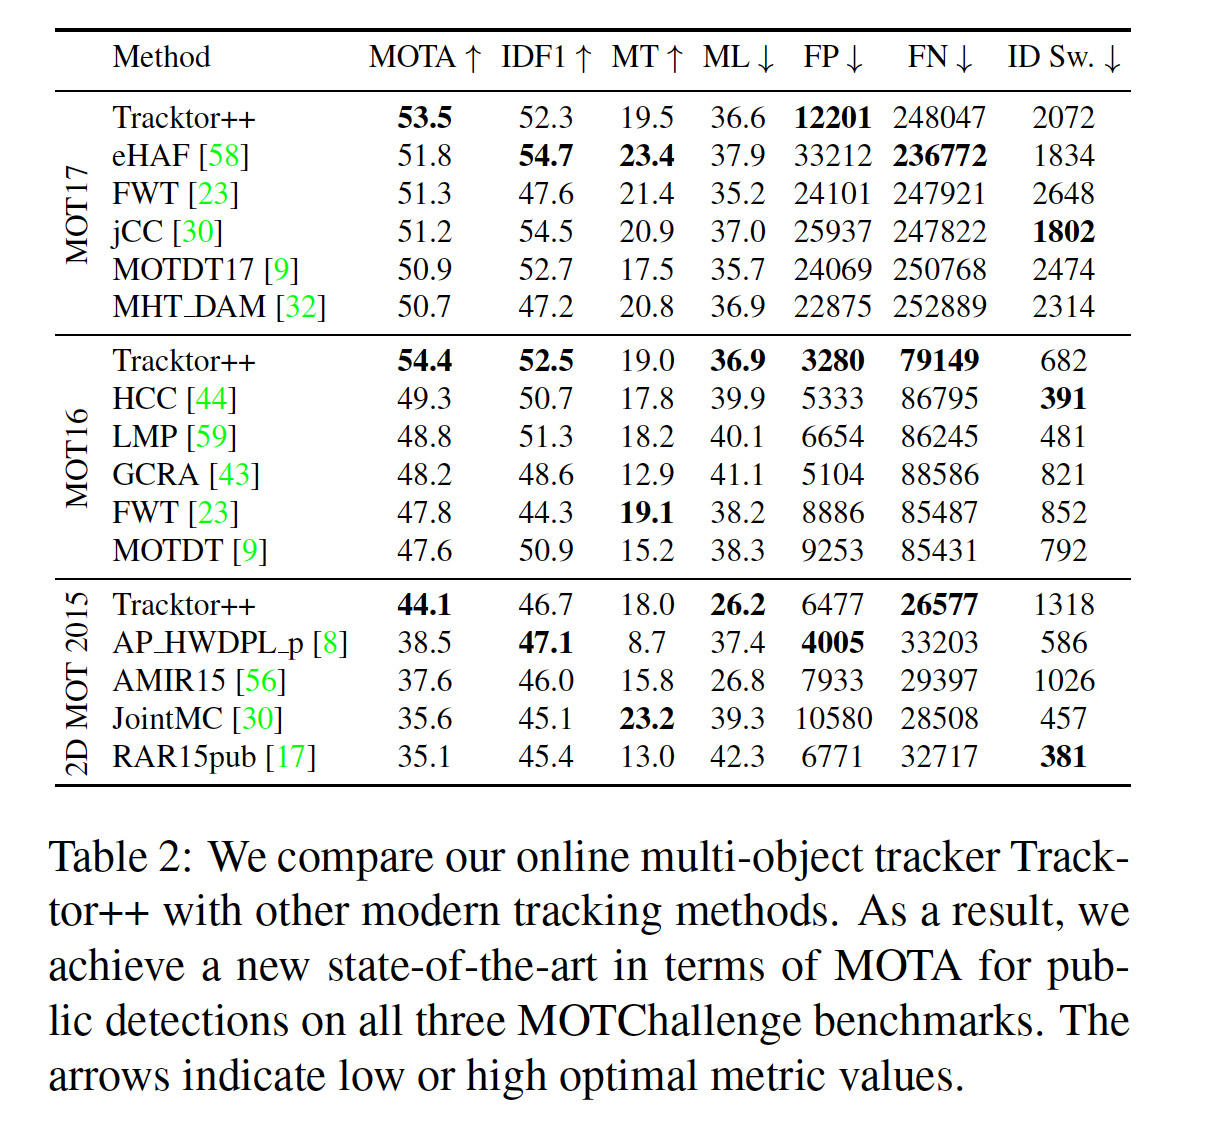 Method MOTA ↑ IDF1 ↑ MT ↑ ML ↓ FP ↓ FN ↓ ID Sw. ↓
MOT17
Tracktor++ 53.5 52.3 19.5 36.6 12201 248047 2072
eHAF [58] 51.8 54.7 23.4 37.9 33212 236772 1834
FWT [23] 51.3 47.6 21.4 35.2 24101 247921 2648
jCC [30] 51.2 54.5 20.9 37.0 25937 247822 1802
MOTDT17 [9] 50.9 52.7 17.5 35.7 24069 250768 2474
MHT_DAM [32] 50.7 47.2 20.8 36.9 22875 252889 2314
MOT16
Tracktor++ 54.4 52.5 19.0 36.9 3280 79149 682
HCC [44] 49.3 50.7 17.8 39.9 5333 86795 391
LMP [59] 48.8 51.3 18.2 40.1 6654 86245 481
GCRA [43] 48.2 48.6 12.9 41.1 5104 88586 821
FWT [23] 47.8 44.3 19.1 38.2 8886 85487 852
MOTDT [9] 47.6 50.9 15.2 38.3 9253 85431 792
2D MOT 2015
Tracktor++ 44.1 46.7 18.0 26.2 6477 26577 1318
AP_HWDPL_p [8] 38.5 47.1 8.7 37.4 4005 33203 586
AMIR15 [56] 37.6 46.0 15.8 26.8 7933 29397 1026
JointMC [30] 35.6 45.1 23.2 39.3 10580 28508 457
RAR15pub [17] 35.1 45.4 13.0 42.3 6771 32717 381
Table 2: We compare our online multi-object tracker Track-
tor++ with other modern tracking methods. As a result, we
achieve a new state-of-the-art in terms of MOTA for pub-
lic detections on all three MOTChallenge benchmarks. The
arrows indicate low or high optimal metric values.